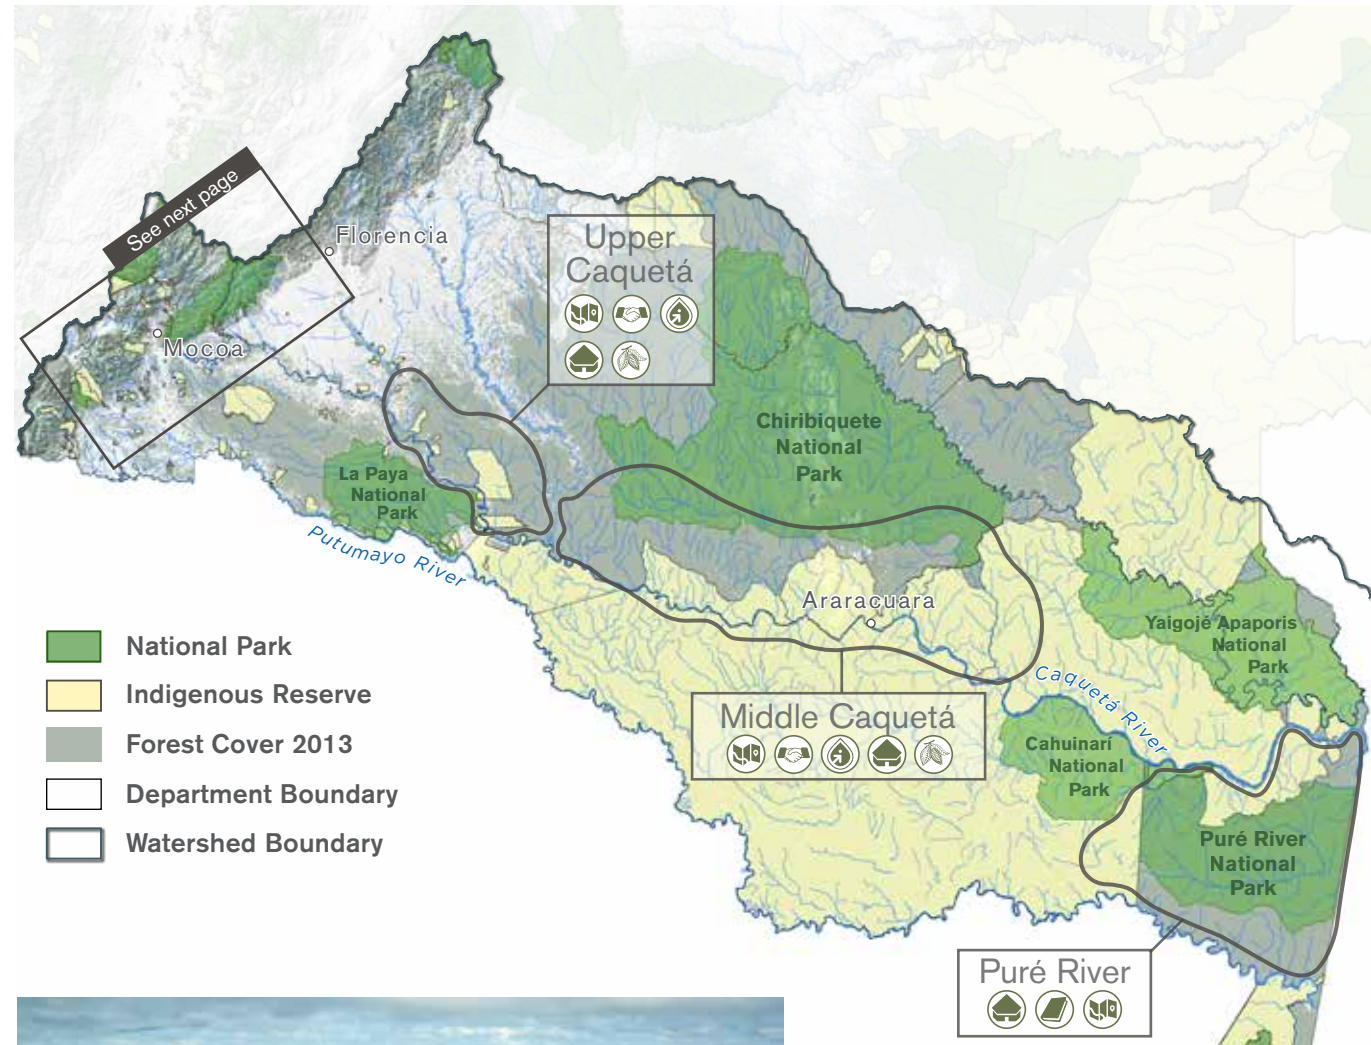 See next page
Florencia
Mocoa
Upper
Caquetá
Chiribiquete
National
Park
La Paya
National
Park
Putumayo River
Araracuara
Yaigojé Apaporis
National
Park
Caquetá River
Middle Caquetá
Cahuinarí
National
Park
Puré River
National
Park
Puré River
National Park
Indigenous Reserve
Forest Cover 2013
Department Boundary
Watershed Boundary